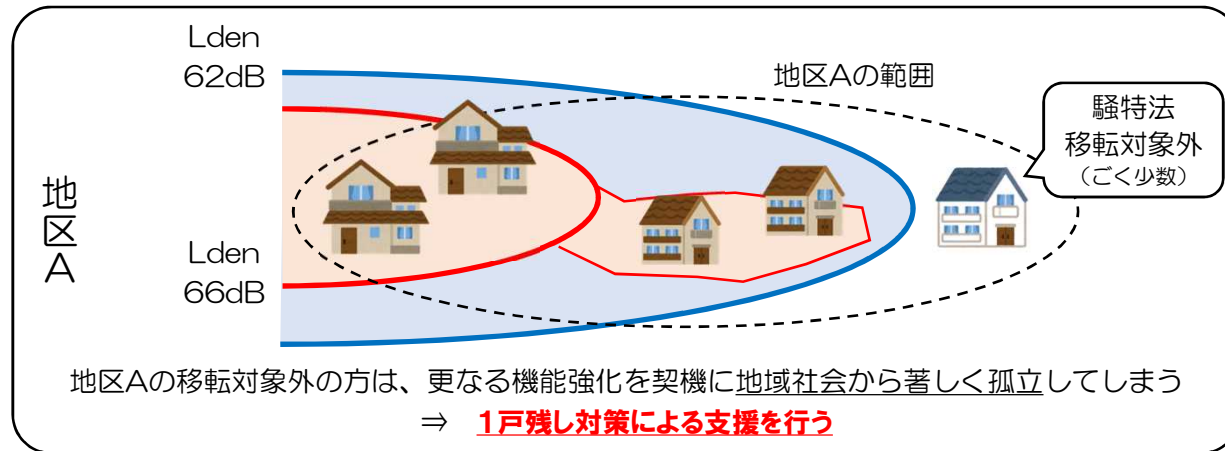 Lden
62dB
地区Aの範囲
騒特法
移転対象外
（ごく少数）
地区A
Lden
66dB
地区Aの移転対象外の方は、更なる機能強化を契機に地域社会から著しく孤立してしまう
⇒ 1戸残し対策による支援を行う